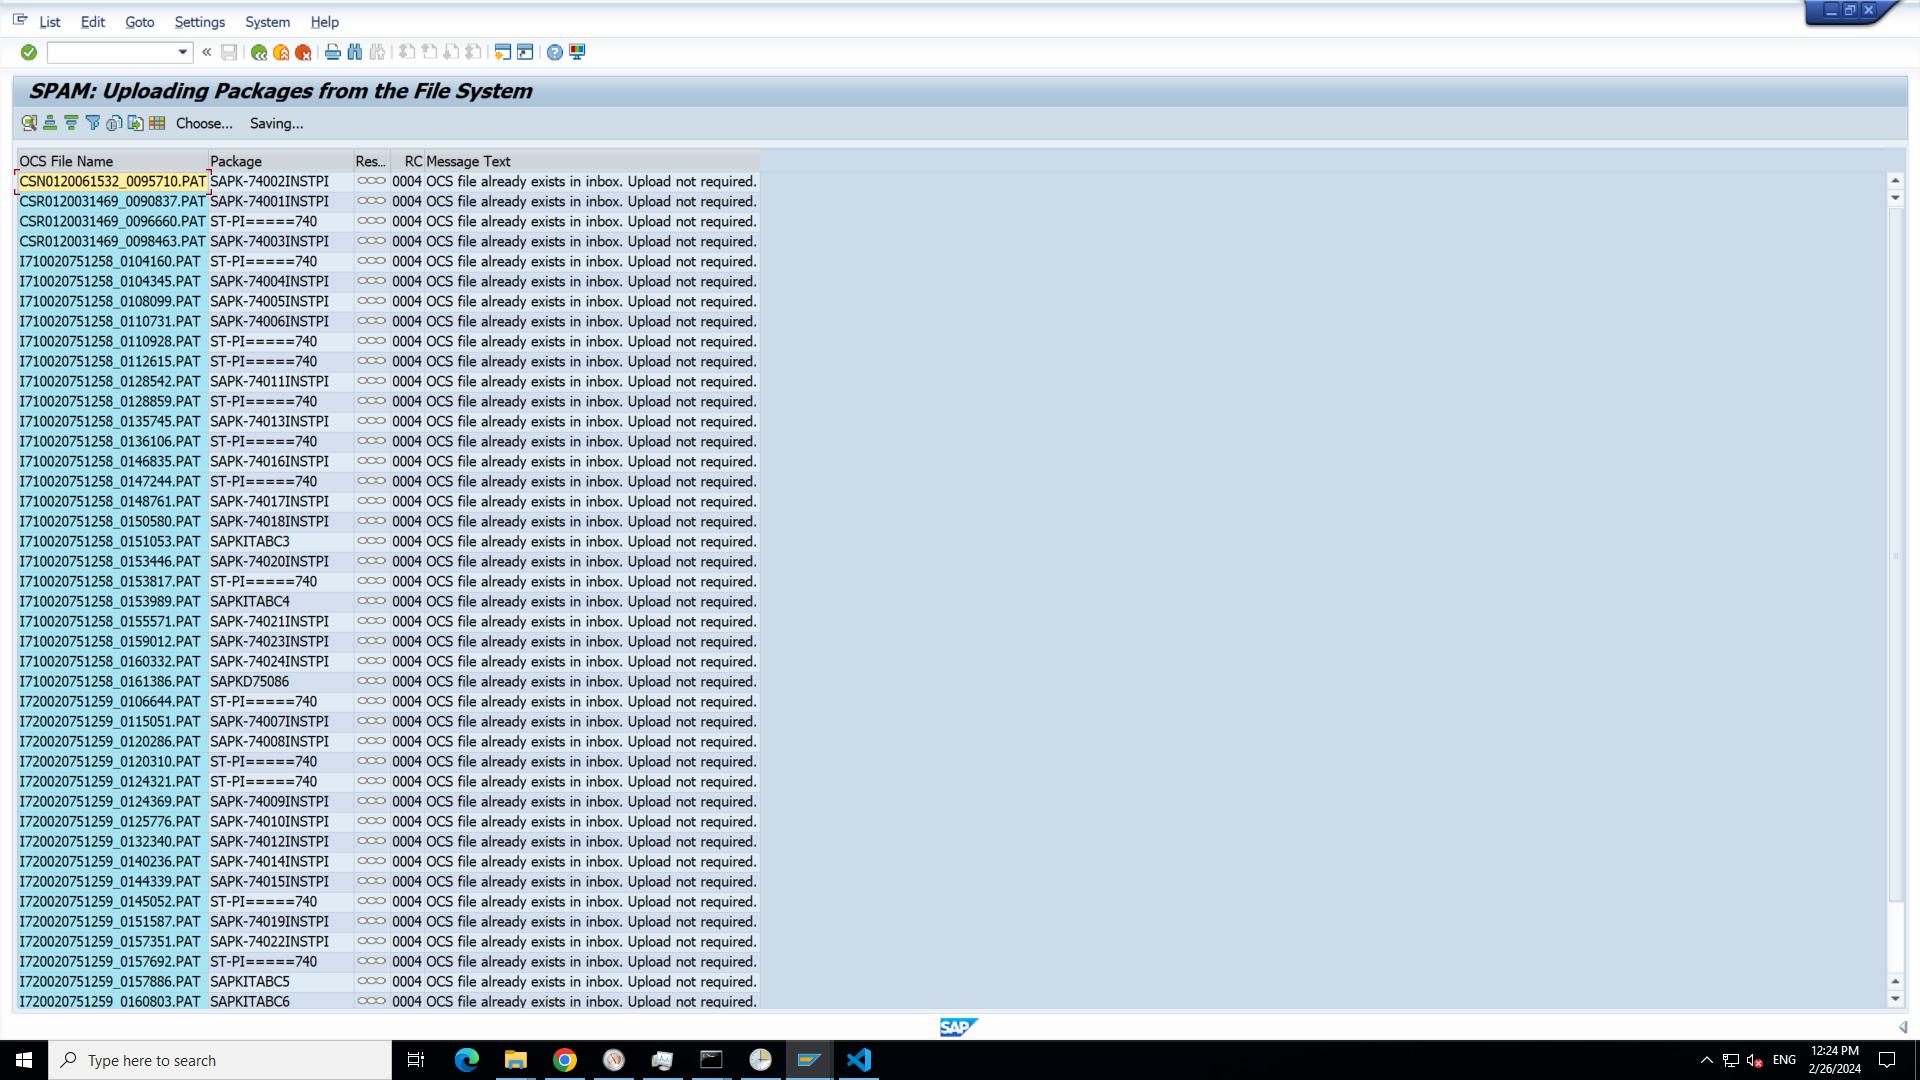 List Edit Goto Settings System Help
SPAM: Uploading Packages from the File System
Choose... Saving...
OCS File Name Package Res... RC Message Text
CSN0120061532_0095710.PAT SAPK-74002INSTPI 0004 OCS file already exists in inbox. Upload not required.
CSR0120031469_0090837.PAT SAPK-74001INSTPI 0004 OCS file already exists in inbox. Upload not required.
CSR0120031469_0096660.PAT ST-PI=====740 0004 OCS file already exists in inbox. Upload not required.
CSR0120031469_0098463.PAT SAPK-74003INSTPI 0004 OCS file already exists in inbox. Upload not required.
I710020751258_0104160.PAT ST-PI=====740 0004 OCS file already exists in inbox. Upload not required.
I710020751258_0104345.PAT SAPK-74004INSTPI 0004 OCS file already exists in inbox. Upload not required.
I710020751258_0108099.PAT SAPK-74005INSTPI 0004 OCS file already exists in inbox. Upload not required.
I710020751258_0110731.PAT SAPK-74006INSTPI 0004 OCS file already exists in inbox. Upload not required.
I710020751258_0110928.PAT ST-PI=====740 0004 OCS file already exists in inbox. Upload not required.
I710020751258_0112615.PAT ST-PI=====740 0004 OCS file already exists in inbox. Upload not required.
I710020751258_0128542.PAT SAPK-74011INSTPI 0004 OCS file already exists in inbox. Upload not required.
I710020751258_0128859.PAT ST-PI=====740 0004 OCS file already exists in inbox. Upload not required.
I710020751258_0135745.PAT SAPK-74013INSTPI 0004 OCS file already exists in inbox. Upload not required.
I710020751258_0136106.PAT ST-PI=====740 0004 OCS file already exists in inbox. Upload not required.
I710020751258_0146835.PAT SAPK-74016INSTPI 0004 OCS file already exists in inbox. Upload not required.
I710020751258_0147244.PAT ST-PI=====740 0004 OCS file already exists in inbox. Upload not required.
I710020751258_0148761.PAT SAPK-74017INSTPI 0004 OCS file already exists in inbox. Upload not required.
I710020751258_0150580.PAT SAPK-74018INSTPI 0004 OCS file already exists in inbox. Upload not required.
I710020751258_0151053.PAT SAPKITABC3 0004 OCS file already exists in inbox. Upload not required.
I710020751258_0153446.PAT SAPK-74020INSTPI 0004 OCS file already exists in inbox. Upload not required.
I710020751258_0153817.PAT ST-PI=====740 0004 OCS file already exists in inbox. Upload not required.
I710020751258_0153989.PAT SAPKITABC4 0004 OCS file already exists in inbox. Upload not required.
I710020751258_0155571.PAT SAPK-74021INSTPI 0004 OCS file already exists in inbox. Upload not required.
I710020751258_0159012.PAT SAPK-74023INSTPI 0004 OCS file already exists in inbox. Upload not required.
I710020751258_0160332.PAT SAPK-74024INSTPI 0004 OCS file already exists in inbox. Upload not required.
I710020751258_0161386.PAT SAPKD75086 0004 OCS file already exists in inbox. Upload not required.
I720020751259_0106644.PAT ST-PI=====740 0004 OCS file already exists in inbox. Upload not required.
I720020751259_0115051.PAT SAPK-74007INSTPI 0004 OCS file already exists in inbox. Upload not required.
I720020751259_0120286.PAT SAPK-74008INSTPI 0004 OCS file already exists in inbox. Upload not required.
I720020751259_0120310.PAT ST-PI=====740 0004 OCS file already exists in inbox. Upload not required.
I720020751259_0124321.PAT ST-PI=====740 0004 OCS file already exists in inbox. Upload not required.
I720020751259_0124369.PAT SAPK-74009INSTPI 0004 OCS file already exists in inbox. Upload not required.
I720020751259_0125776.PAT SAPK-74010INSTPI 0004 OCS file already exists in inbox. Upload not required.
I720020751259_0132340.PAT SAPK-74012INSTPI 0004 OCS file already exists in inbox. Upload not required.
I720020751259_0140236.PAT SAPK-74014INSTPI 0004 OCS file already exists in inbox. Upload not required.
I720020751259_0144339.PAT SAPK-74015INSTPI 0004 OCS file already exists in inbox. Upload not required.
I720020751259_0145052.PAT ST-PI=====740 0004 OCS file already exists in inbox. Upload not required.
I720020751259_0151587.PAT SAPK-74019INSTPI 0004 OCS file already exists in inbox. Upload not required.
I720020751259_0157351.PAT SAPK-74022INSTPI 0004 OCS file already exists in inbox. Upload not required.
I720020751259_0157692.PAT ST-PI=====740 0004 OCS file already exists in inbox. Upload not required.
I720020751259_0157886.PAT SAPKITABC5 0004 OCS file already exists in inbox. Upload not required.
I720020751259_0160803.PAT SAPKITABC6 0004 OCS file already exists in inbox. Upload not required.
SAP
Type here to search
ENG
12:24 PM
2/26/2024